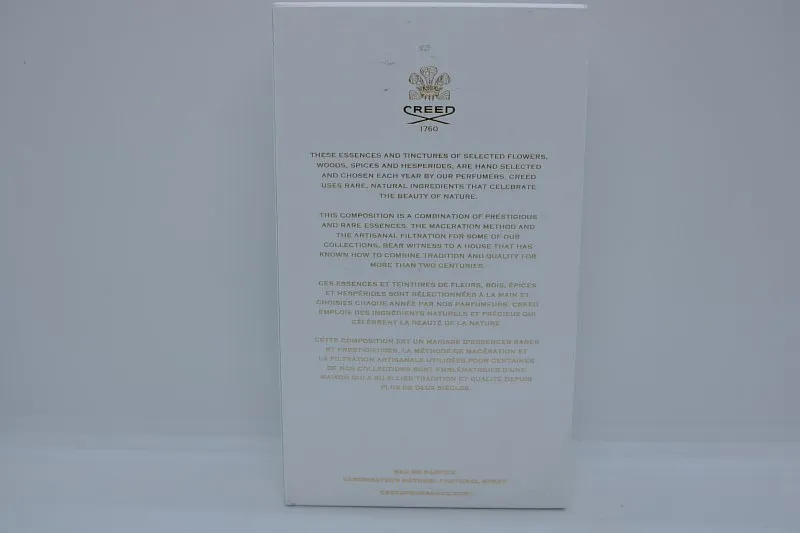 CREED
1760
THESE ESSENCES AND TINCTURES OF SELECTED FLOWERS,
WOODS, SPICES AND HESPERIDES, ARE HAND SELECTED
AND CHOSEN EACH YEAR BY OUR PERFUMERS. CREED
USES RARE, NATURAL INGREDIENTS THAT CELEBRATE
THE BEAUTY OF NATURE.
THIS COMPOSITION IS A COMBINATION OF PRESTIGIOUS
AND RARE ESSENCES. THE MACERATION METHOD AND
THE ARTISANAL FILTRATION FOR SOME OF OUR
COLLECTIONS, BEAR WITNESS TO A HOUSE THAT HAS
KNOWN HOW TO COMBINE TRADITION AND QUALITY FOR
MORE THAN TWO CENTURIES.
CES ESSENCES ET TEINTURES DE FLEURS, BOIS, ÉPICES
ET HESPÉRIDES SONT SÉLECTIONNÉES À LA MAIN ET
CHOISIES CHAQUE ANNÉE PAR NOS PARFUMEURS. CREED
EMPLOIE DES INGRÉDIENTS NATURELS ET PRÉCIEUX QUI
CÉLÈBRENT LA BEAUTÉ DE LA NATURE
CETTE COMPOSITION EST UN MARIAGE D'ESSENCES RARES
ET PRESTIGIEUSES. LA MÉTHODE DE MACÉRATION ET
LA FILTRATION ARTISANALE UTILISÉES POUR CERTAINES
DE NOS COLLECTIONS SONT EMBLÉMATIQUES D'UNE
MAISON QUI A SU ALLIER TRADITION ET QUALITÉ DEPUIS
PLUS DE DEUX SIÈCLES.
EAU DE PARFUM
NATURAL SPRAY